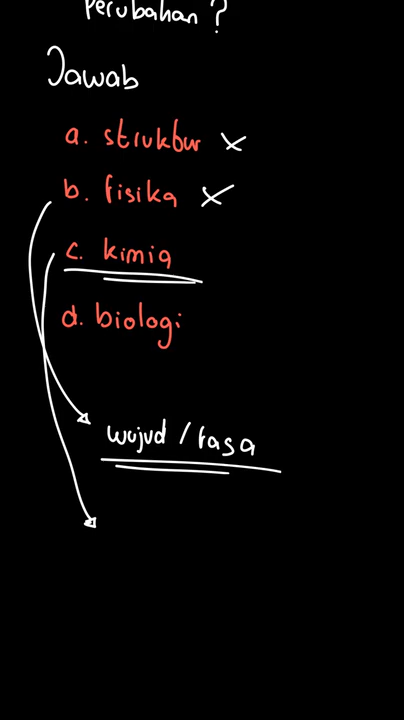 Perubahan ?
Jawab
a. struktur ×
b. fisika ×
c. kimia
d. biologi
wujud / rasa